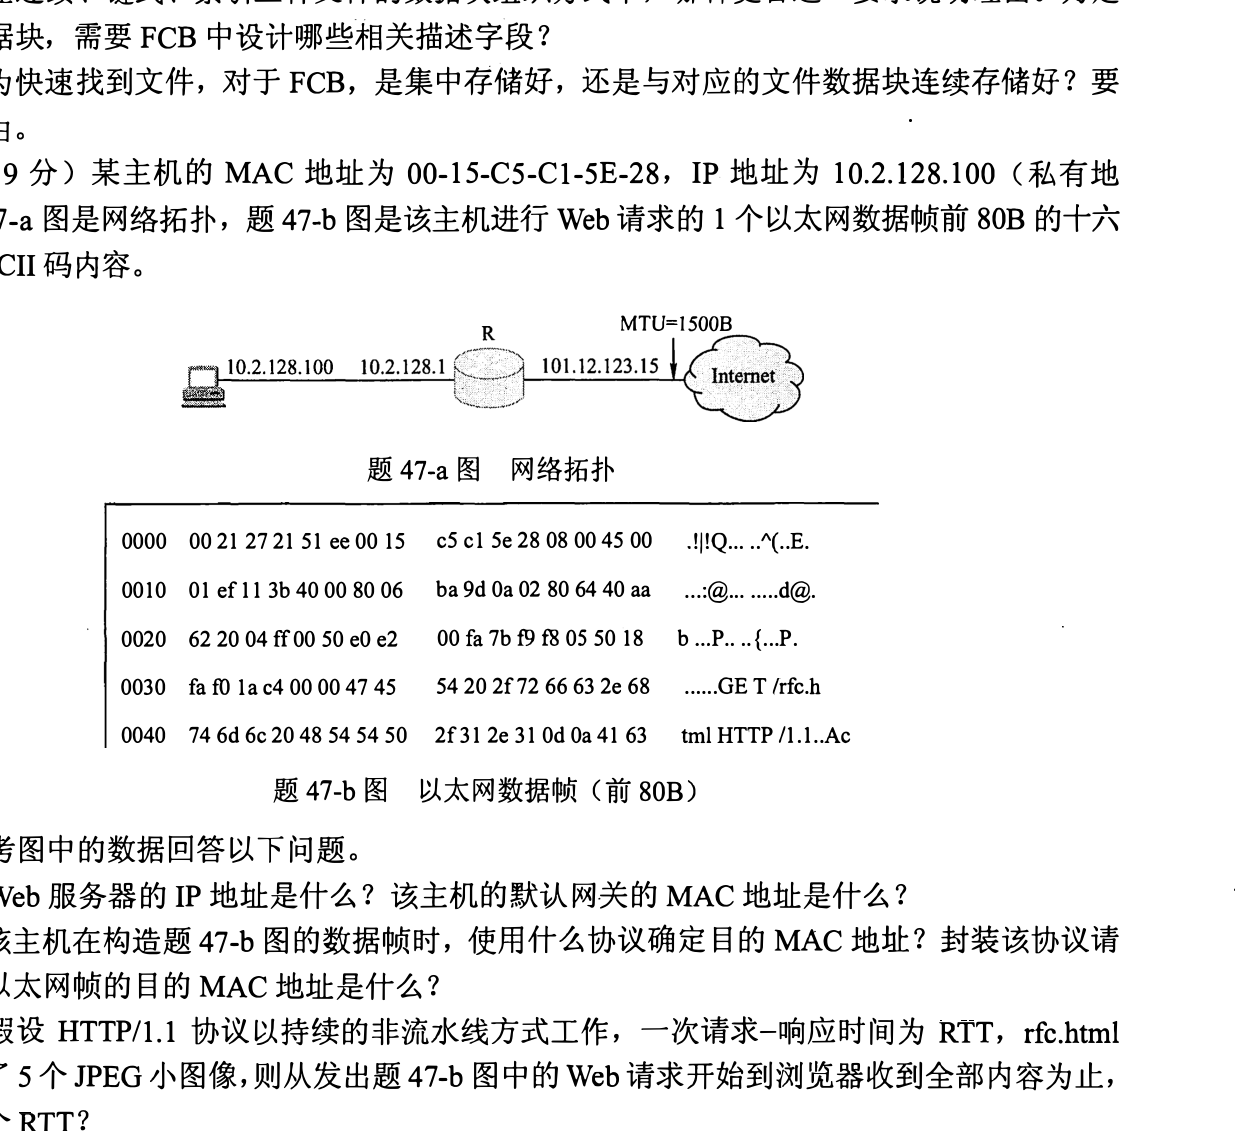 据块，需要 FCB 中设计哪些相关描述字段？
为快速找到文件，对于 FCB，是集中存储好，还是与对应的文件数据块连续存储好？要
。
9 分）某主机的 MAC 地址为 00-15-C5-C1-5E-28，IP 地址为 10.2.128.100（私有地
7-a 图是网络拓扑，题 47-b 图是该主机进行 Web 请求的 1 个以太网数据帧前 80B 的十六
CII 码内容。
MTU=1500B
R
10.2.128.100 10.2.128.1 101.12.123.15 Internet
题 47-a 图 网络拓扑
0000 00 21 27 21 51 ee 00 15 c5 c1 5e 28 08 00 45 00 .!|!Q... ..^(..E.
0010 01 ef 11 3b 40 00 80 06 ba 9d 0a 02 80 64 40 aa ...:@... .....d@.
0020 62 20 04 ff 00 50 e0 e2 00 fa 7b f9 f8 05 50 18 b ...P.. ..{...P.
0030 fa f0 1a c4 00 00 47 45 54 20 2f 72 66 63 2e 68 ......GE T /rfc.h
0040 74 6d 6c 20 48 54 54 50 2f 31 2e 31 0d 0a 41 63 tml HTTP /1.1..Ac
题 47-b 图 以太网数据帧（前 80B）
考图中的数据回答以下问题。
Web 服务器的 IP 地址是什么？该主机的默认网关的 MAC 地址是什么？
该主机在构造题 47-b 图的数据帧时，使用什么协议确定目的 MAC 地址？封装该协议请
以太网帧的目的 MAC 地址是什么？
假设 HTTP/1.1 协议以持续的非流水线方式工作，一次请求–响应时间为 RTT，rfc.html
了 5 个 JPEG 小图像，则从发出题 47-b 图中的 Web 请求开始到浏览器收到全部内容为止，
个 RTT？